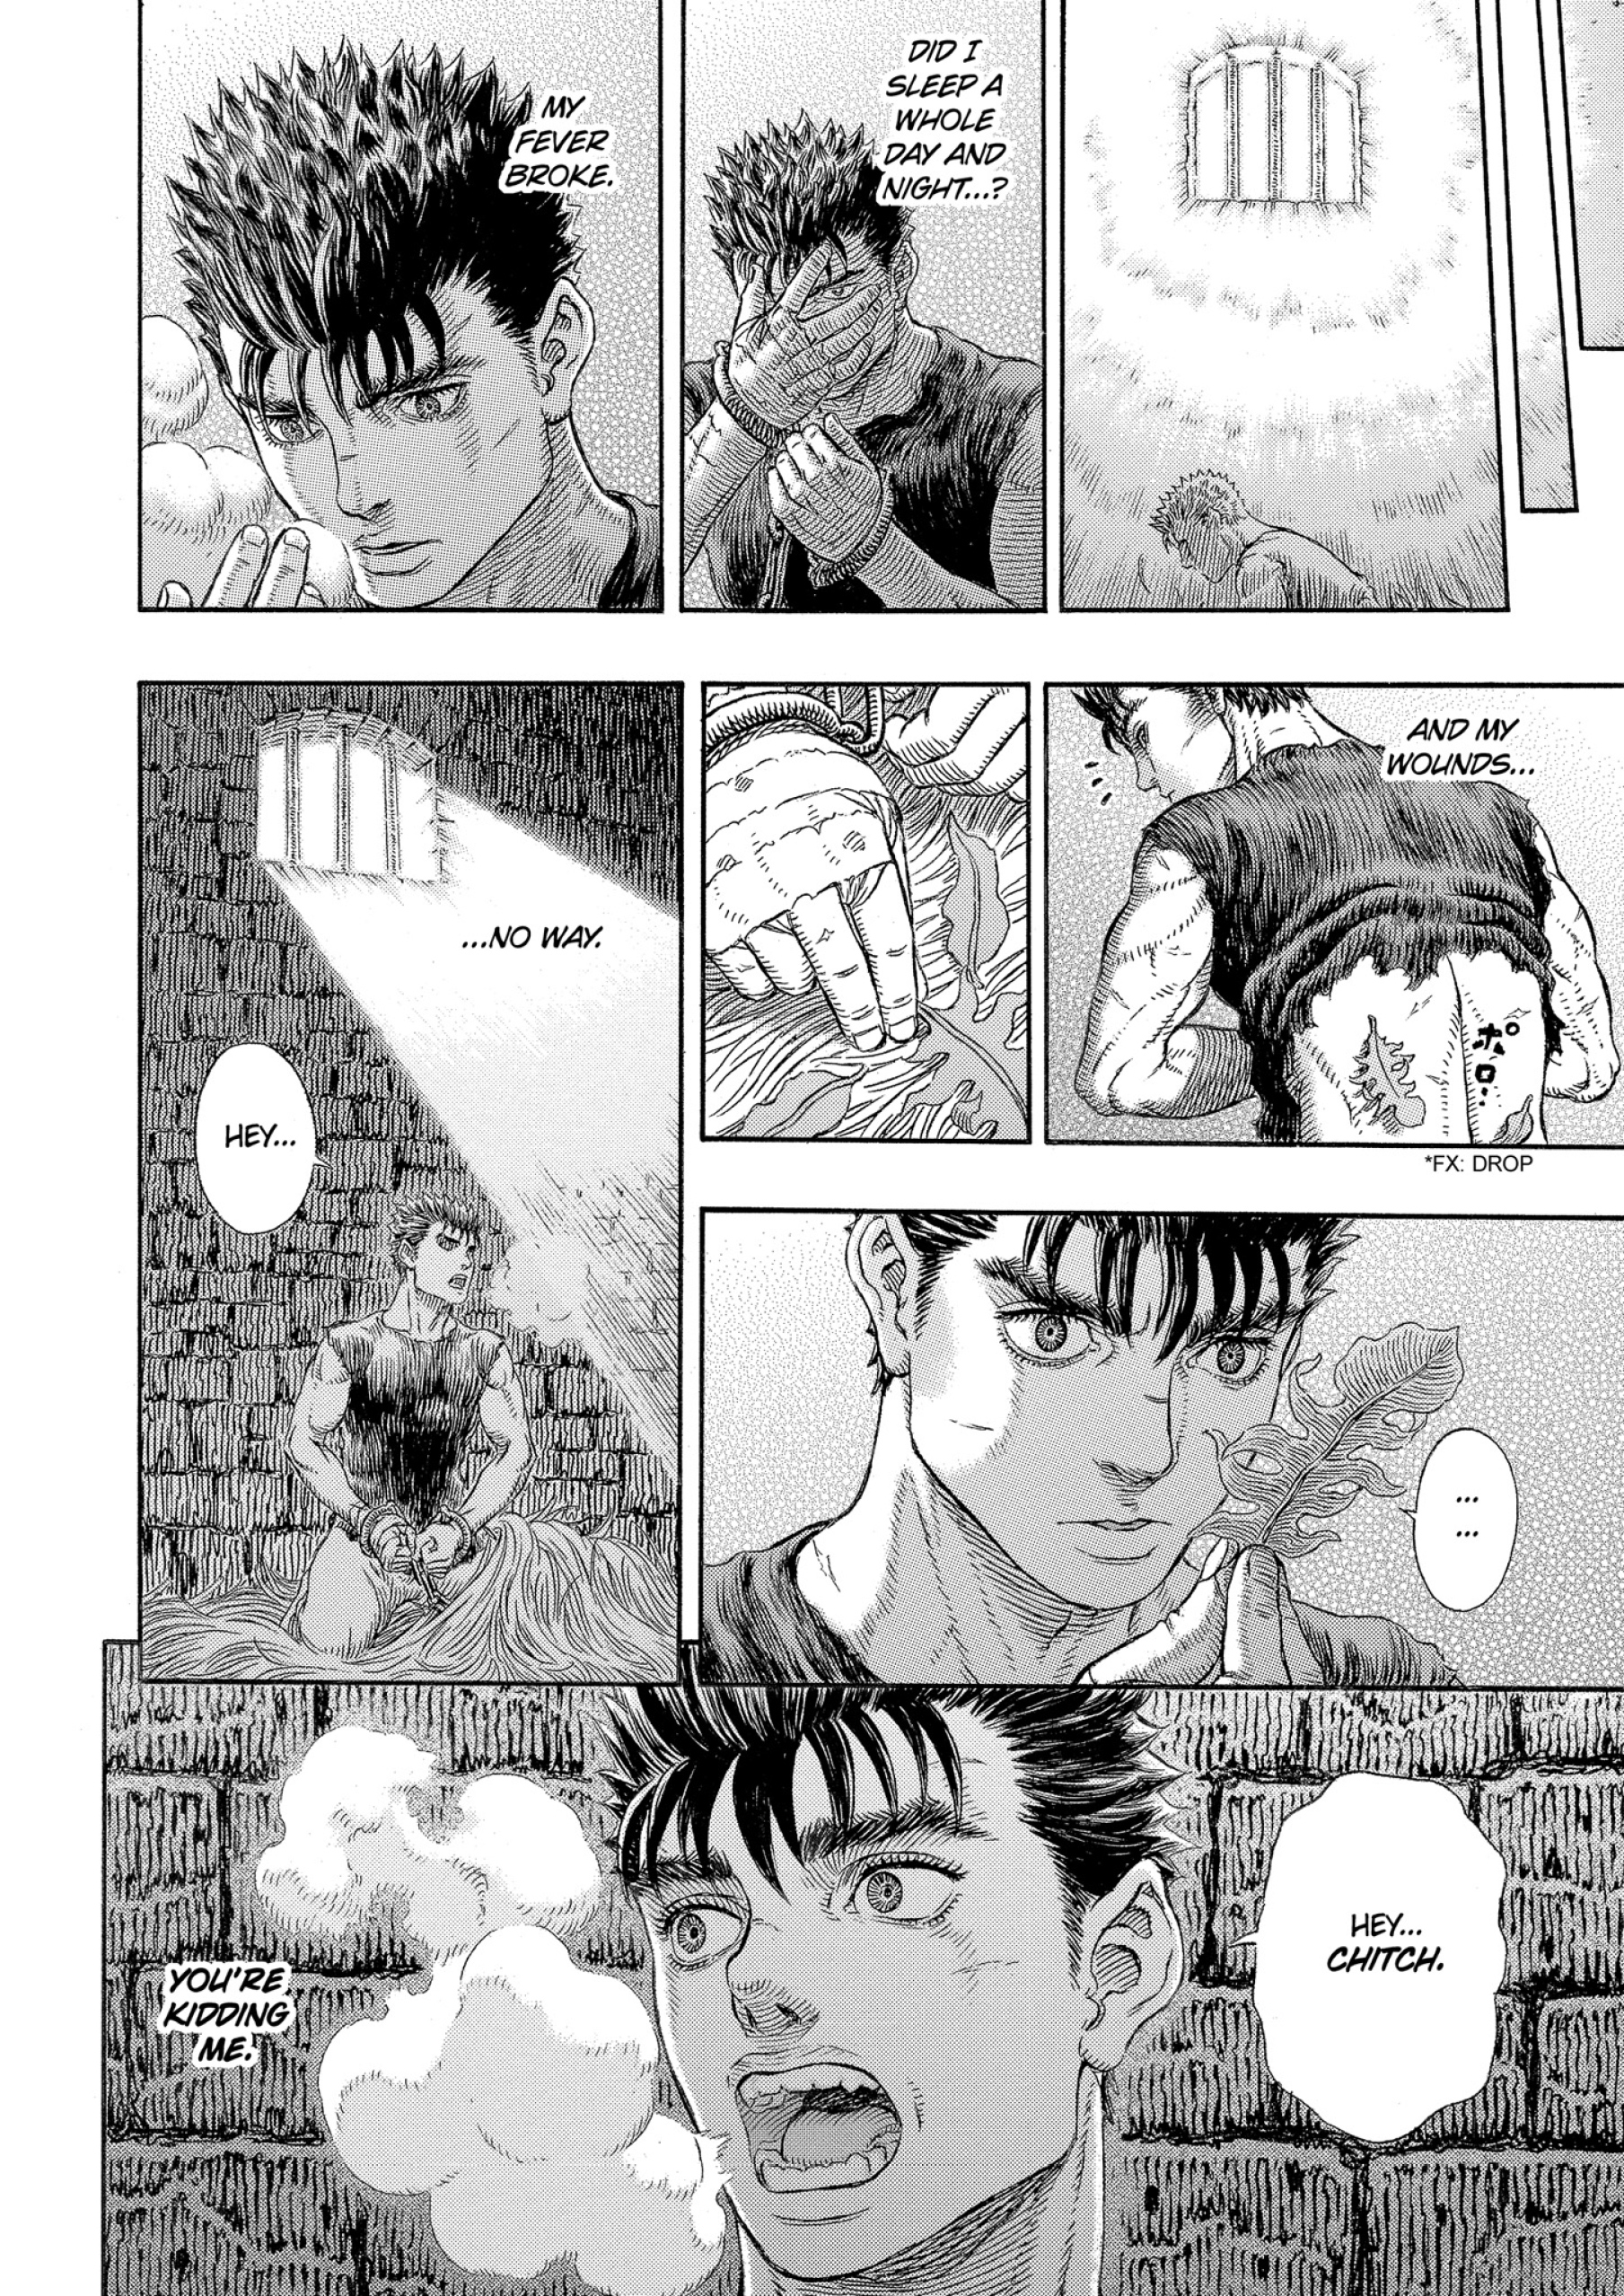 DID I
SLEEP A
WHOLE
DAY AND
NIGHT...?
MY
FEVER
BROKE.
AND MY
WOUNDS...
ポロ
*FX: DROP
...
...
...NO WAY.
HEY...
HEY...
CHITCH.
YOU'RE
KIDDING
ME.